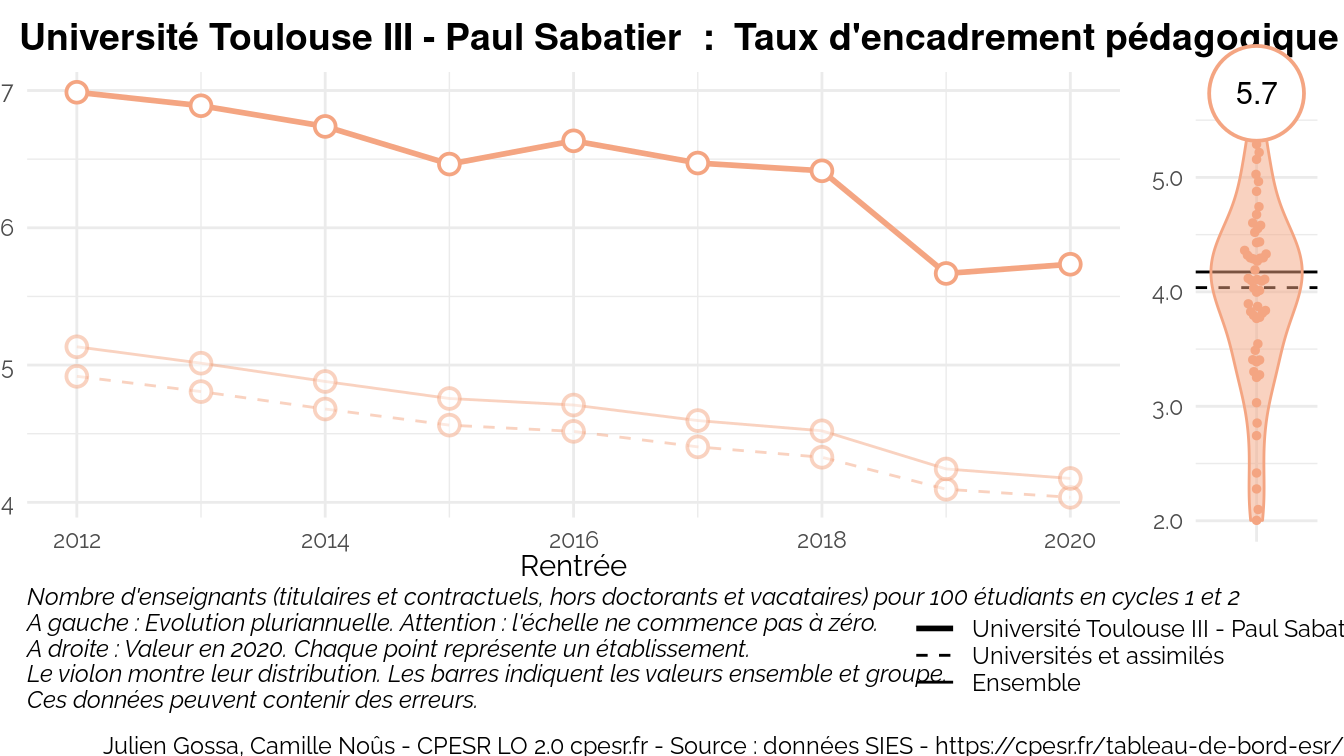 Université Toulouse III - Paul Sabatier  :  Taux d'encadrement pédagogique
7
6
5
4
2012 2014 2016 2018 2020
Rentrée
5.7
5.0
4.0
3.0
2.0
Nombre d'enseignants (titulaires et contractuels, hors doctorants et vacataires) pour 100 étudiants en cycles 1 et 2
A gauche : Evolution pluriannuelle. Attention : l'échelle ne commence pas à zéro.
A droite : Valeur en 2020. Chaque point représente un établissement.
Le violon montre leur distribution. Les barres indiquent les valeurs ensemble et groupe.
Ces données peuvent contenir des erreurs.
Université Toulouse III - Paul Sabat
Universités et assimilés
Ensemble
Julien Gossa, Camille Noûs - CPESR LO 2.0 cpesr.fr - Source : données SIES - https://cpesr.fr/tableau-de-bord-esr/